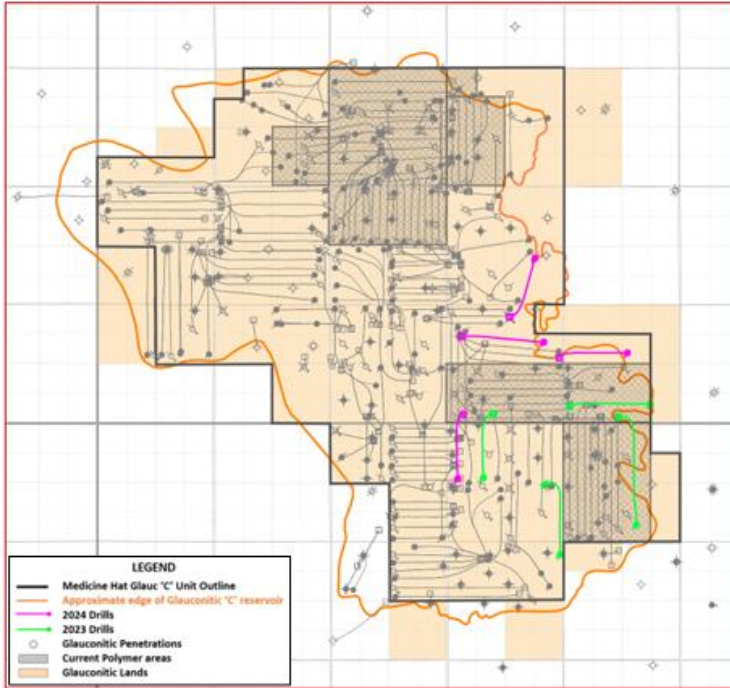 LEGEND
Medicine Hat Glauc 'C' Unit Outline
Approximate edge of Glauconitic 'C' reservoir
2024 Drills
2023 Drills
Glauconitic Penetrations
Current Polymer areas
Glauconitic Lands